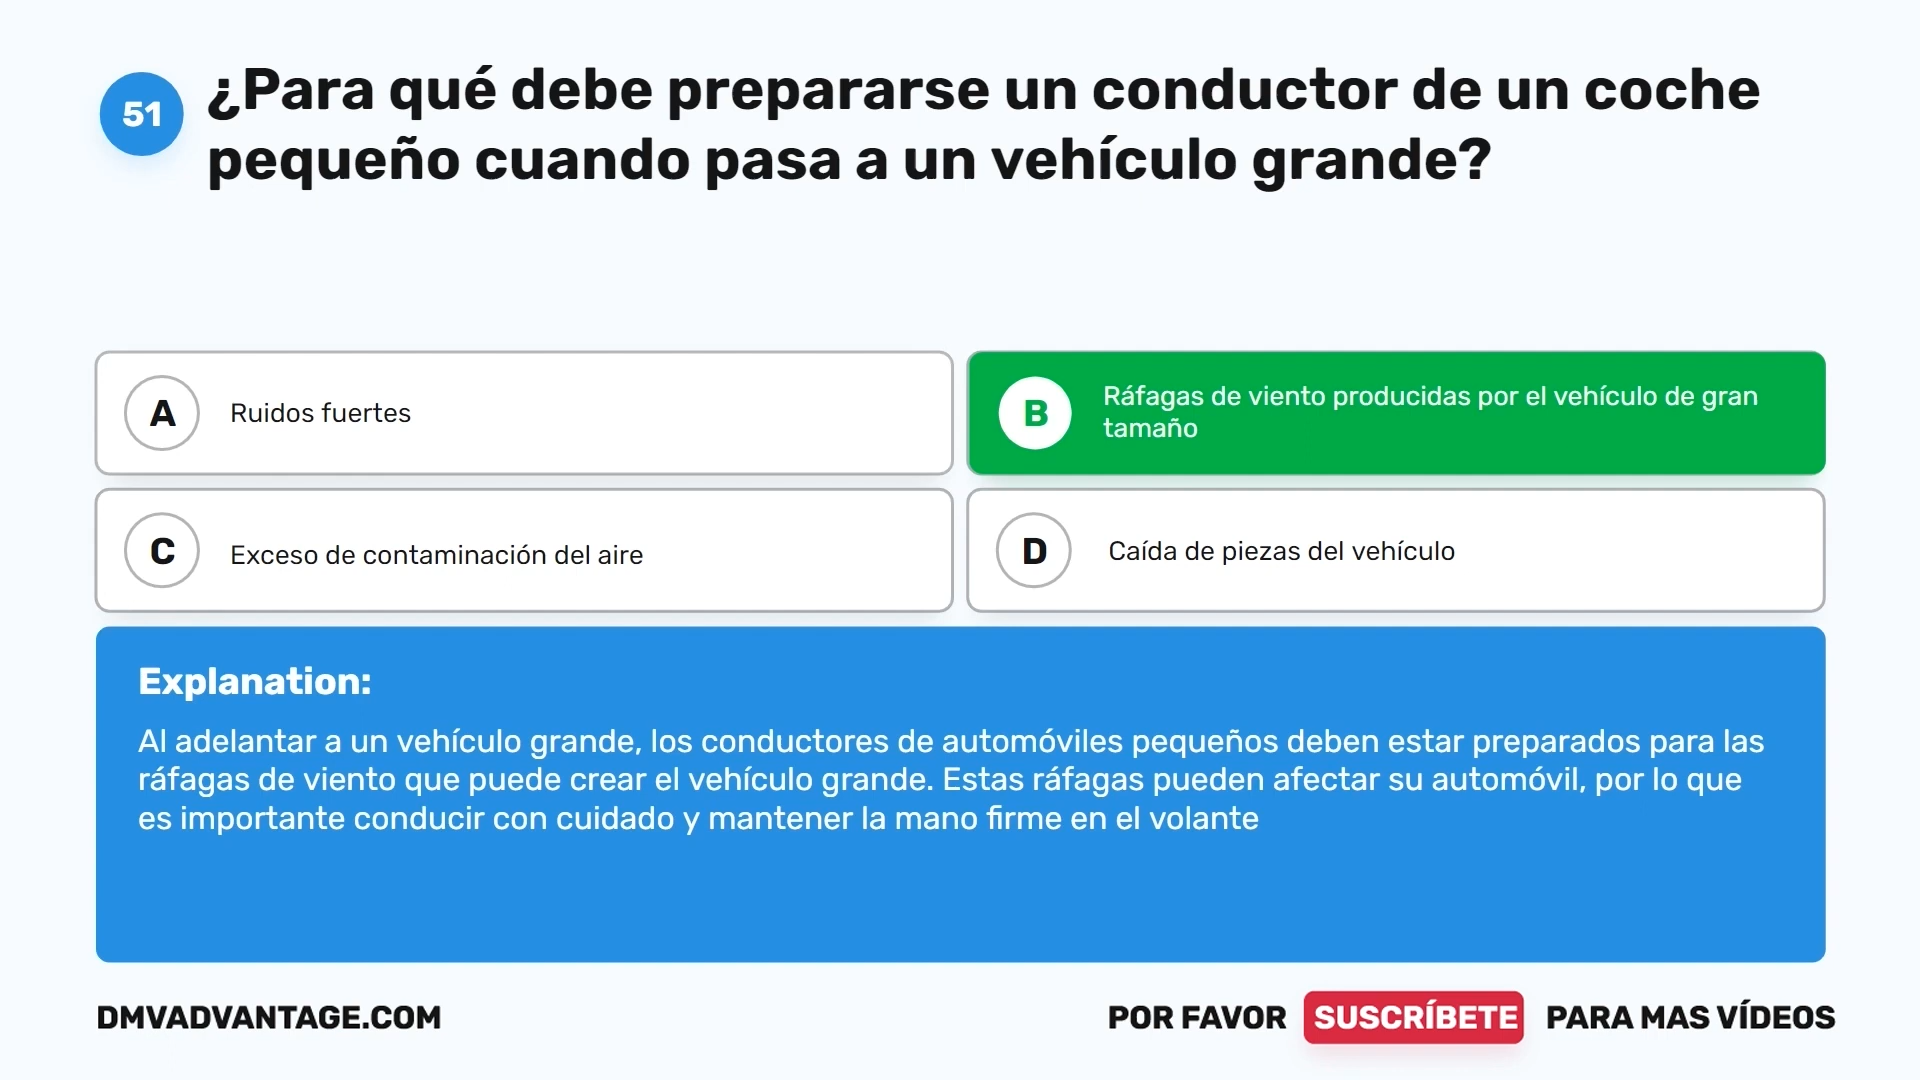 51
¿Para qué debe prepararse un conductor de un coche
pequeño cuando pasa a un vehículo grande?
A
Ruidos fuertes
B
Ráfagas de viento producidas por el vehículo de gran
tamaño
C
Exceso de contaminación del aire
D
Caída de piezas del vehículo
Explanation:
Al adelantar a un vehículo grande, los conductores de automóviles pequeños deben estar preparados para las
ráfagas de viento que puede crear el vehículo grande. Estas ráfagas pueden afectar su automóvil, por lo que
es importante conducir con cuidado y mantener la mano firme en el volante
DMVADVANTAGE.COM
POR FAVOR SUSCRÍBETE PARA MAS VÍDEOS